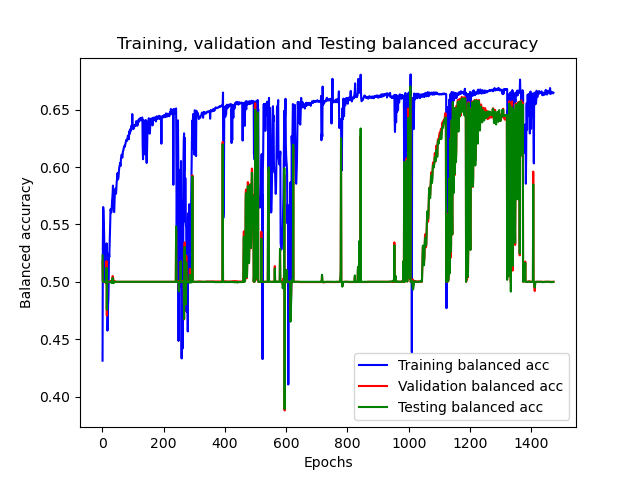 Training, validation and Testing balanced accuracy
Balanced accuracy
0.65
0.60
0.55
0.50
0.45
0.40
Training balanced acc
Validation balanced acc
Testing balanced acc
0 200 400 600 800 1000 1200 1400
Epochs